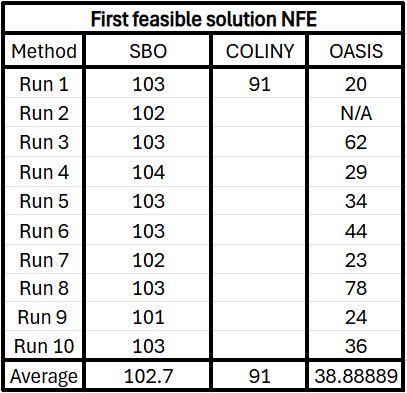 First feasible solution NFE
Method SBO COLINY OASIS
Run 1 103 91 20
Run 2 102 N/A
Run 3 103 62
Run 4 104 29
Run 5 103 34
Run 6 103 44
Run 7 102 23
Run 8 103 78
Run 9 101 24
Run 10 103 36
Average 102.7 91 38.88889